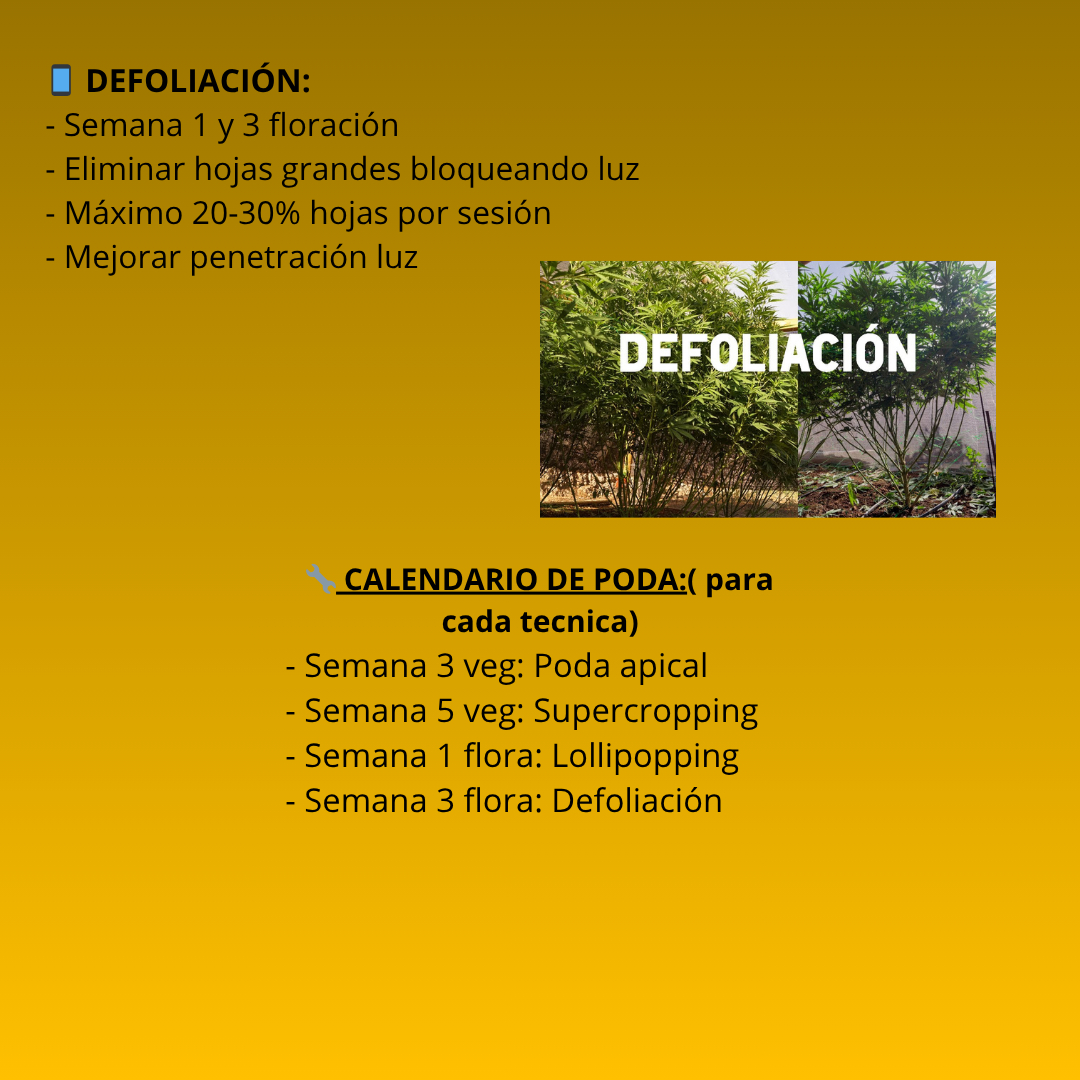 DEFOLIACIÓN:
- Semana 1 y 3 floración
- Eliminar hojas grandes bloqueando luz
- Máximo 20-30% hojas por sesión
- Mejorar penetración luz
DEFOLIACIÓN
CALENDARIO DE PODA:( para
cada tecnica)
- Semana 3 veg: Poda apical
- Semana 5 veg: Supercropping
- Semana 1 flora: Lollipopping
- Semana 3 flora: Defoliación